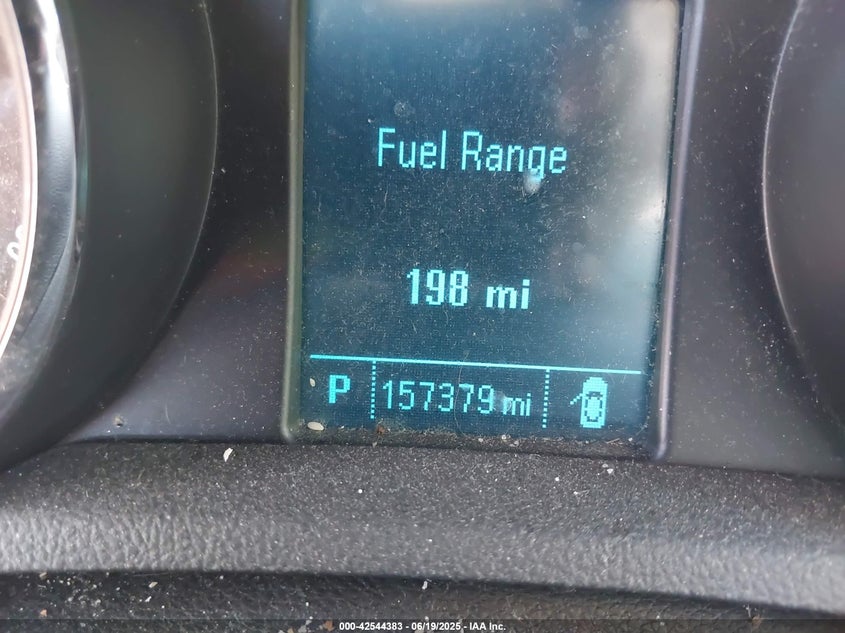 Fuel Range
198 mi
P 157379 mi
000-42544383 - 06/19/2025 - IAA Inc.